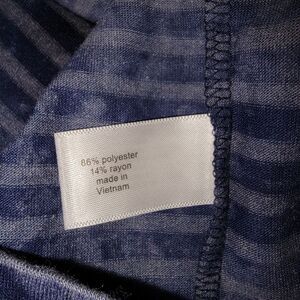 86% polyester
14% rayon
made in
Vietnam